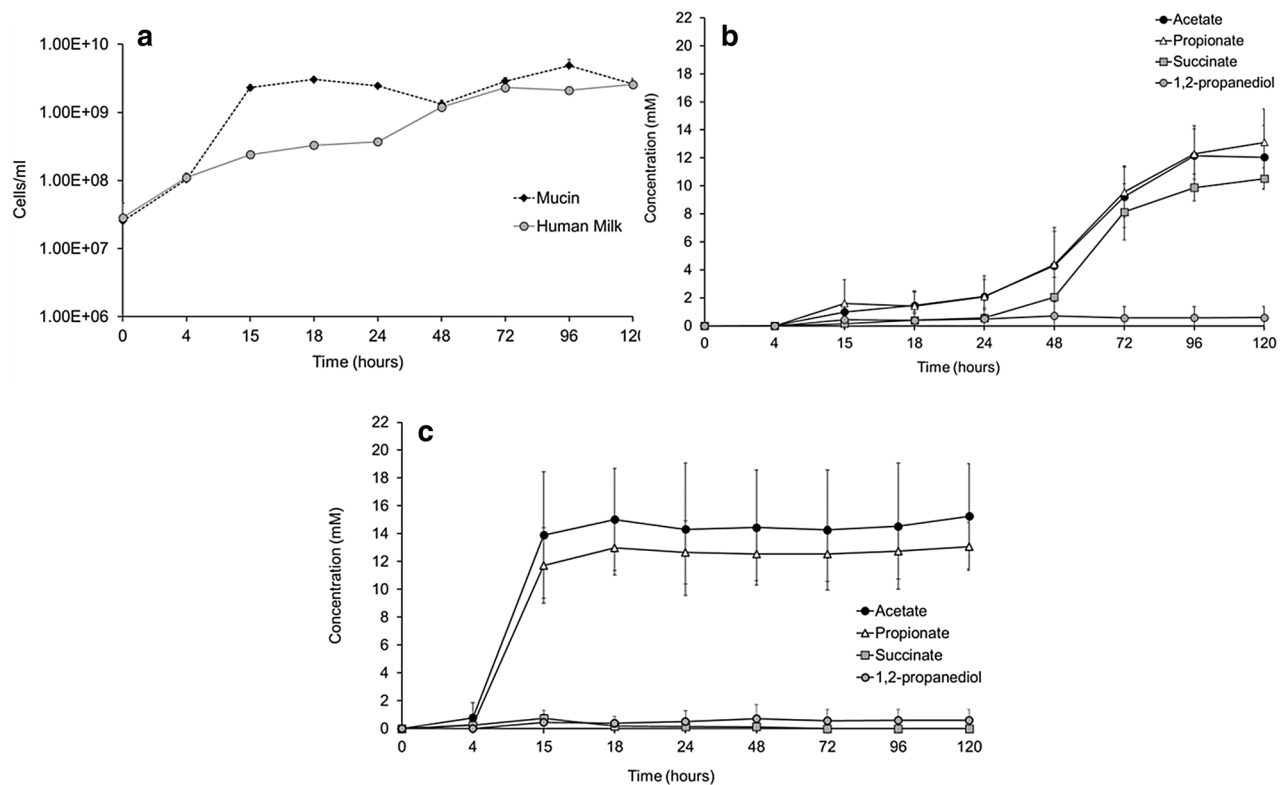 a
1.00E+10
1.00E+09
1.00E+08
1.00E+07
1.00E+06
Cells/ml
Mucin
Human Milk
0 4 15 18 24 48 72 96 120
Time (hours)
b
22
20
18
16
14
12
10
8
6
4
2
0
Concentration (mM)
Acetate
Propionate
Succinate
1,2-propanediol
0 4 15 18 24 48 72 96 120
Time (hours)
c
22
20
18
16
14
12
10
8
6
4
2
0
Concentration (mM)
Acetate
Propionate
Succinate
1,2-propanediol
0 4 15 18 24 48 72 96 120
Time (hours)